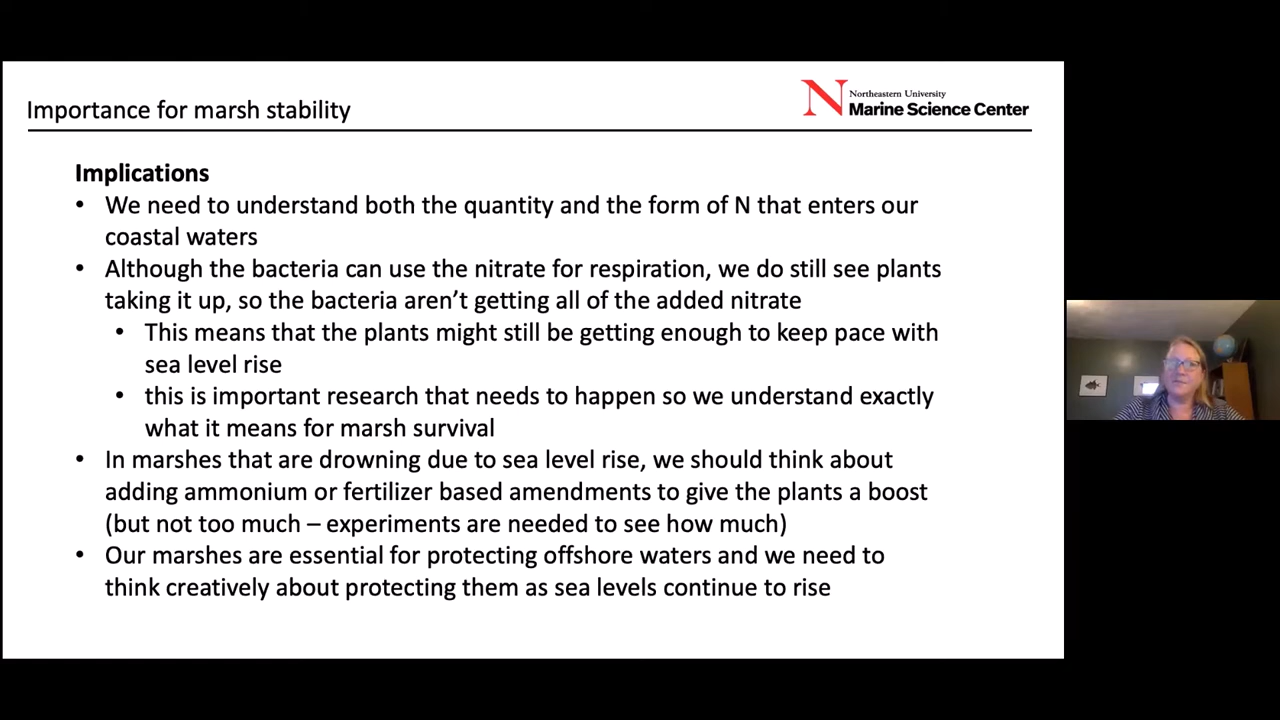 Importance for marsh stability
N Northeastern University
Marine Science Center
Implications
• We need to understand both the quantity and the form of N that enters our
coastal waters
• Although the bacteria can use the nitrate for respiration, we do still see plants
taking it up, so the bacteria aren't getting all of the added nitrate
• This means that the plants might still be getting enough to keep pace with
sea level rise
• this is important research that needs to happen so we understand exactly
what it means for marsh survival
• In marshes that are drowning due to sea level rise, we should think about
adding ammonium or fertilizer based amendments to give the plants a boost
(but not too much – experiments are needed to see how much)
• Our marshes are essential for protecting offshore waters and we need to
think creatively about protecting them as sea levels continue to rise